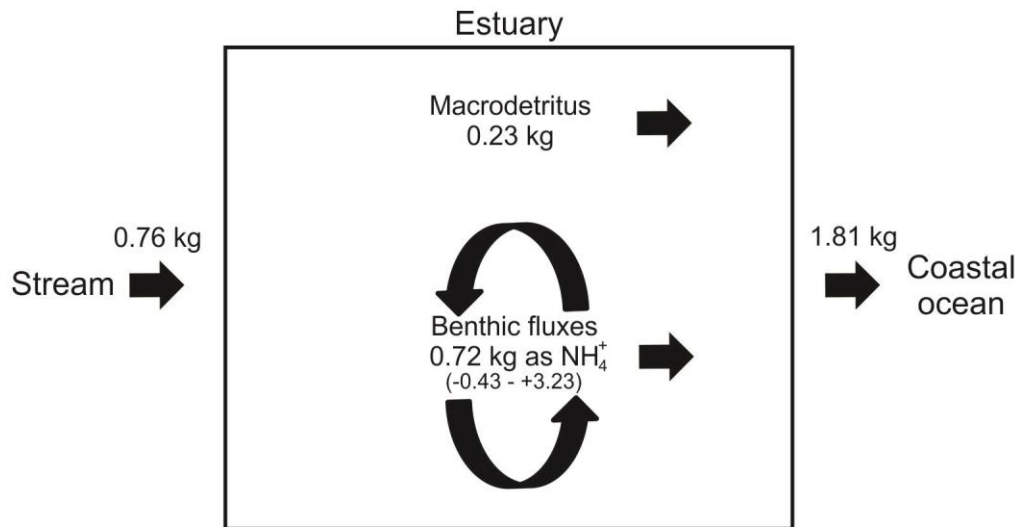 Estuary
Macrodetritus
0.23 kg
0.76 kg
Stream
1.81 kg
Coastal
ocean
Benthic fluxes
0.72 kg as NH₄⁺
(-0.43 - +3.23)